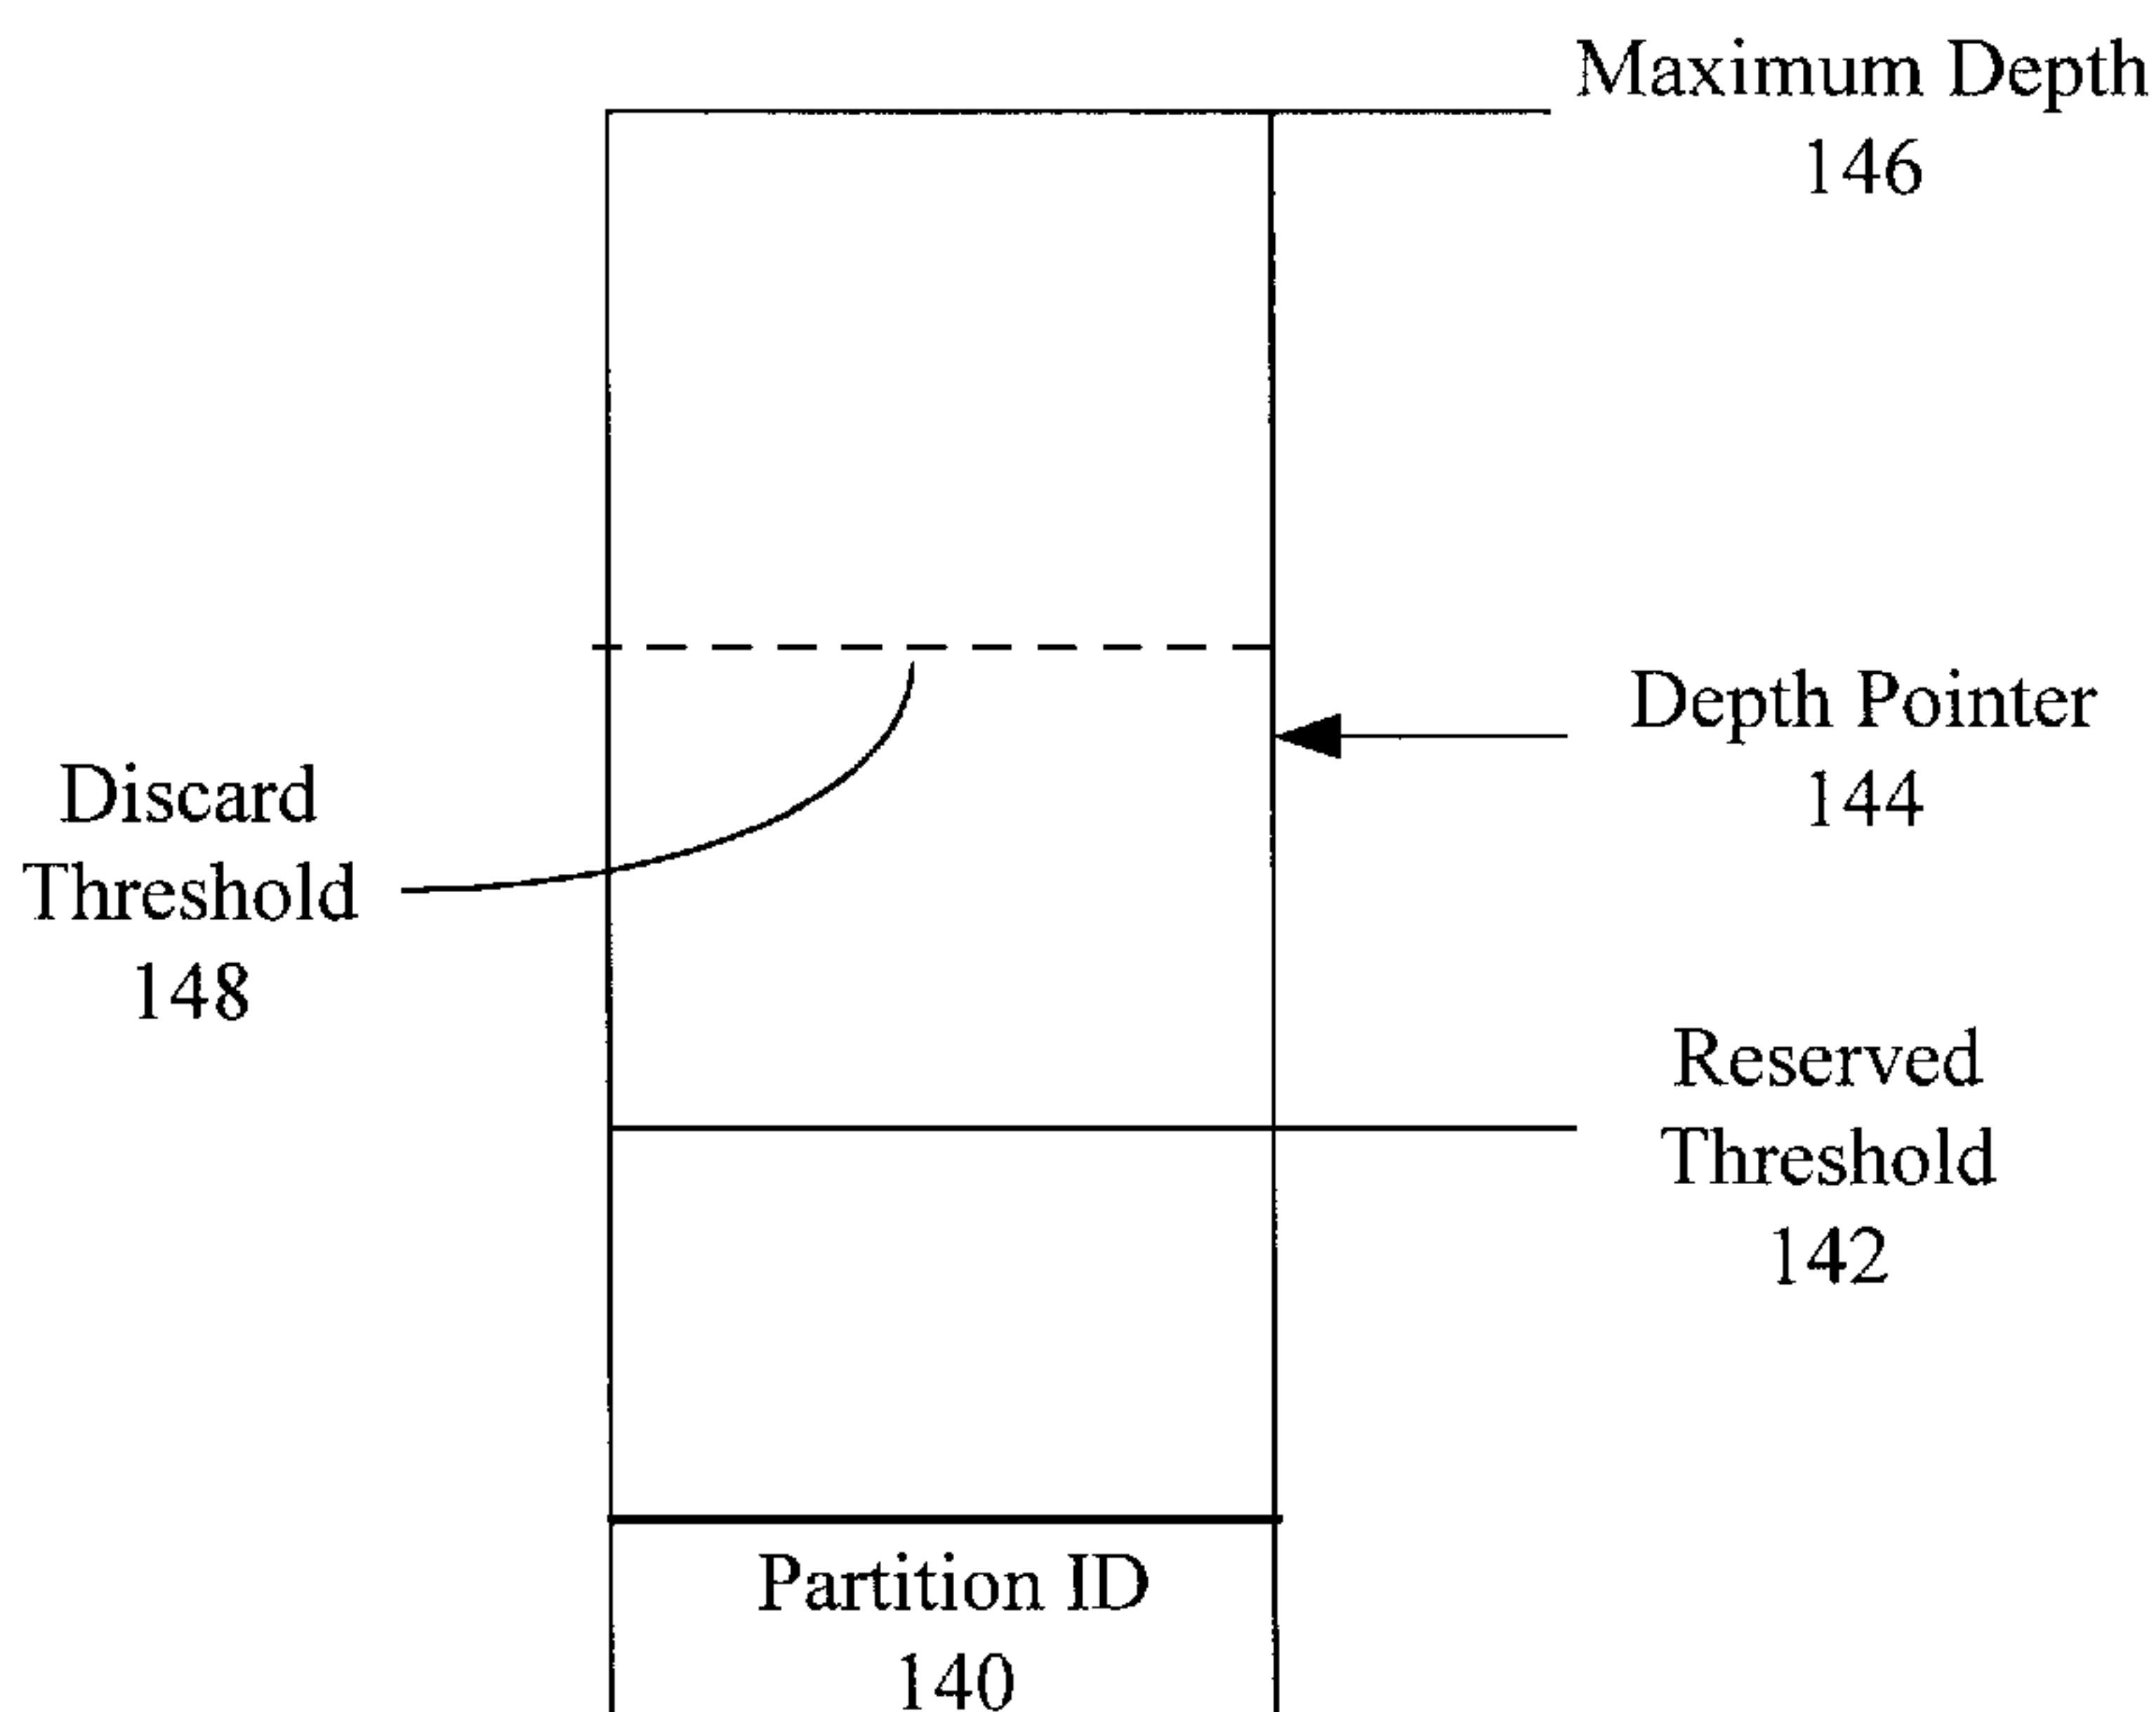 Maximum Depth
146
Depth Pointer
144
Discard
Threshold
148
Reserved
Threshold
142
Partition ID
140